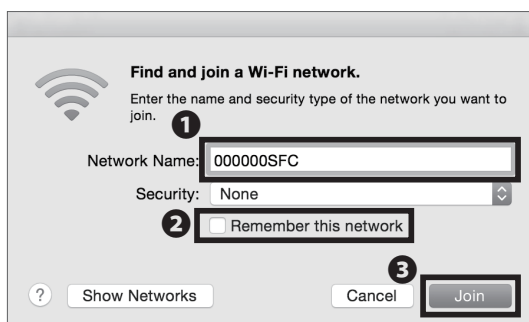 Find and join a Wi-Fi network.
Enter the name and security type of the network you want to
join.
1
Network Name: 000000SFC
Security: None
2 Remember this network
3
? Show Networks Cancel Join